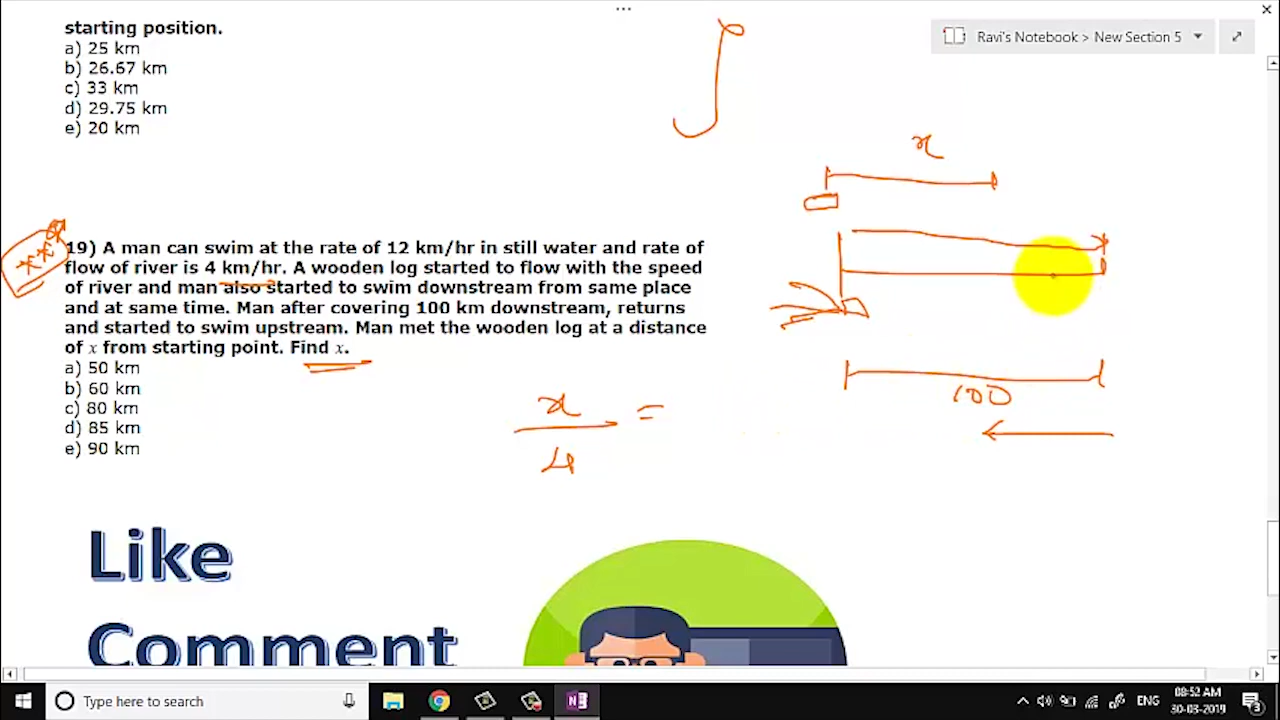 starting position.
a) 25 km
b) 26.67 km
c) 33 km
d) 29.75 km
e) 20 km
Ravi's Notebook > New Section 5
x
19) A man can swim at the rate of 12 km/hr in still water and rate of
flow of river is 4 km/hr. A wooden log started to flow with the speed
of river and man also started to swim downstream from same place
and at same time. Man after covering 100 km downstream, returns
and started to swim upstream. Man met the wooden log at a distance
of x from starting point. Find x.
a) 50 km
b) 60 km
c) 80 km
d) 85 km
e) 90 km
100
x
=
4
Like
Comment
Type here to search
ENG
08:52 AM
30-03-2019
3